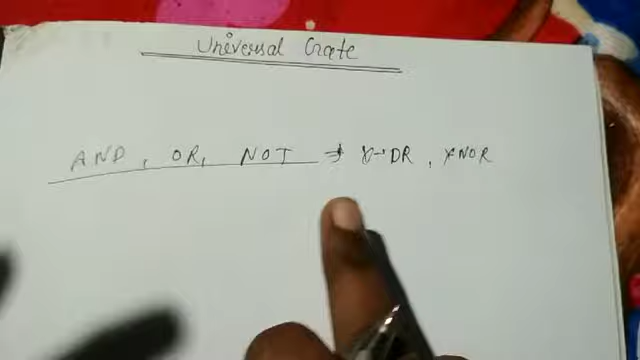 Universal Gate
AND, OR, NOT → X-OR, XNOR